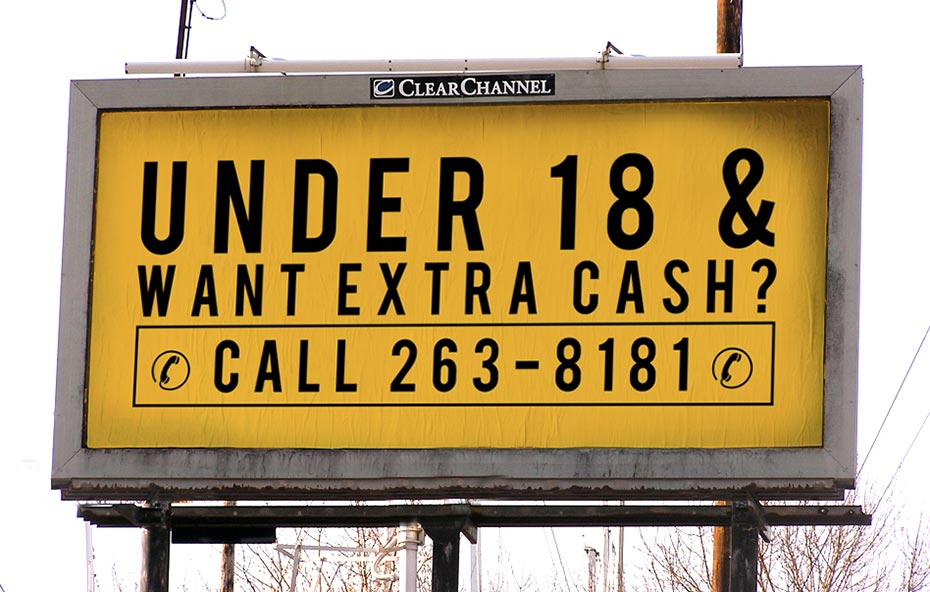 CLEARCHANNEL
UNDER 18 &
WANT EXTRA CASH?
CALL 263-8181